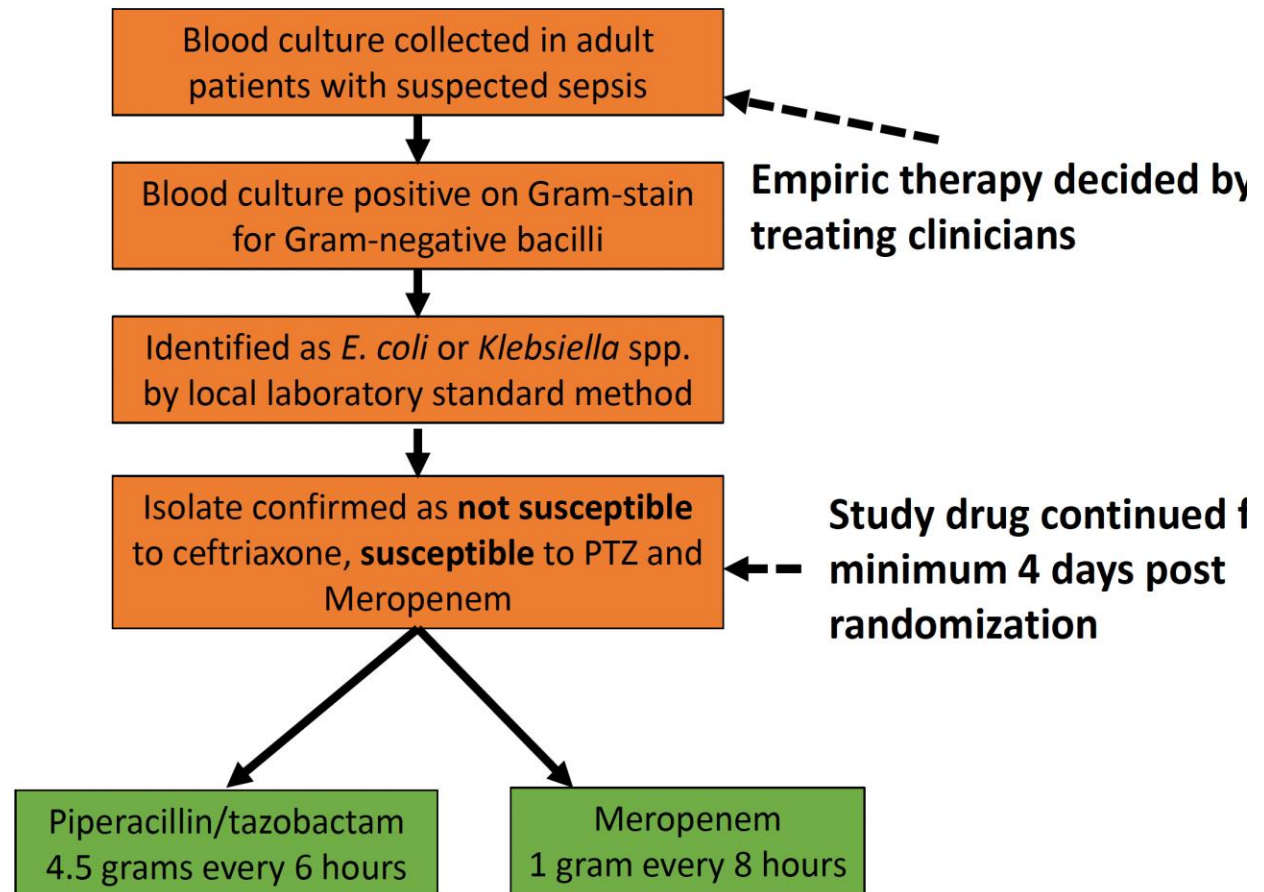 Blood culture collected in adult
patients with suspected sepsis
Empiric therapy decided by
treating clinicians
Blood culture positive on Gram-stain
for Gram-negative bacilli
Identified as E. coli or Klebsiella spp.
by local laboratory standard method
Isolate confirmed as not susceptible
to ceftriaxone, susceptible to PTZ and
Meropenem
Study drug continued f
minimum 4 days post
randomization
Piperacillin/tazobactam
4.5 grams every 6 hours
Meropenem
1 gram every 8 hours